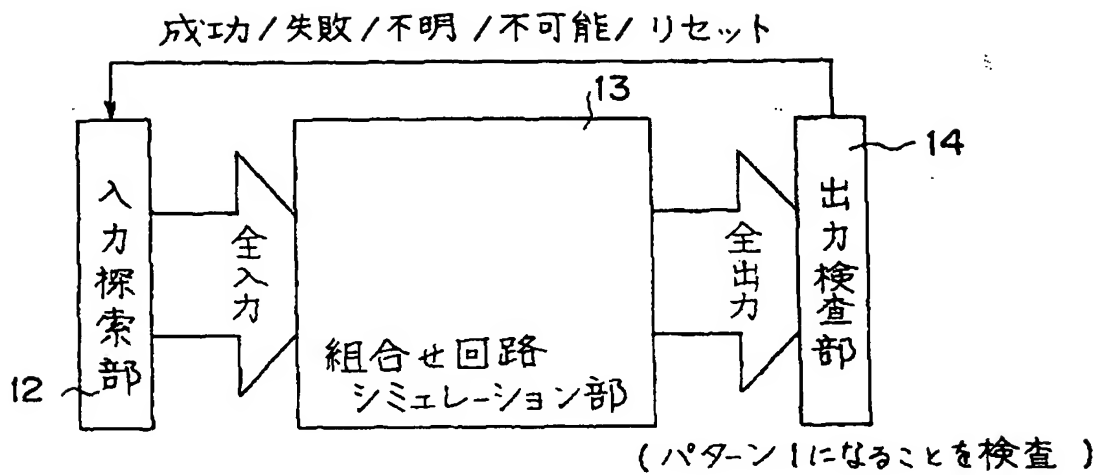 成功/失敗/不明/不可能/リセット
13
14
入力探索部
全入力
組合せ回路
シミュレーション部
全出力
出力検査部
12
(パターン1になることを検査)